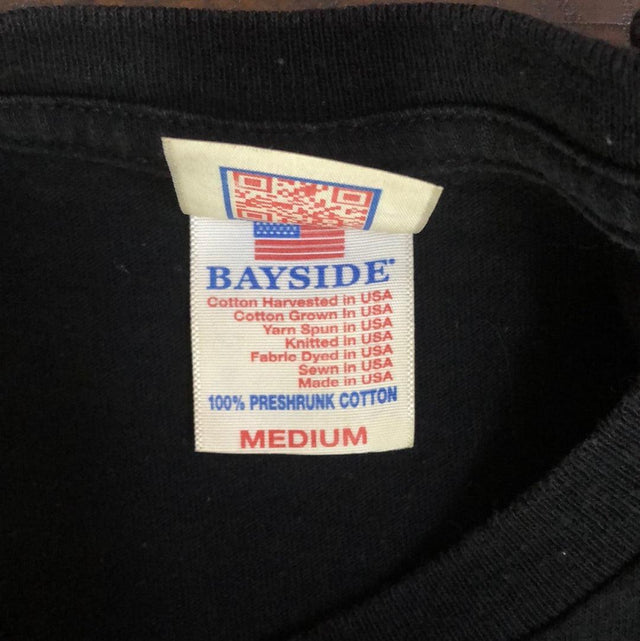 BAYSIDE
Cotton Harvested in USA
Cotton Grown In USA
Yarn Spun in USA
Knitted in USA
Fabric Dyed in USA
Sewn in USA
Made in USA
100% PRESHRUNK COTTON
MEDIUM